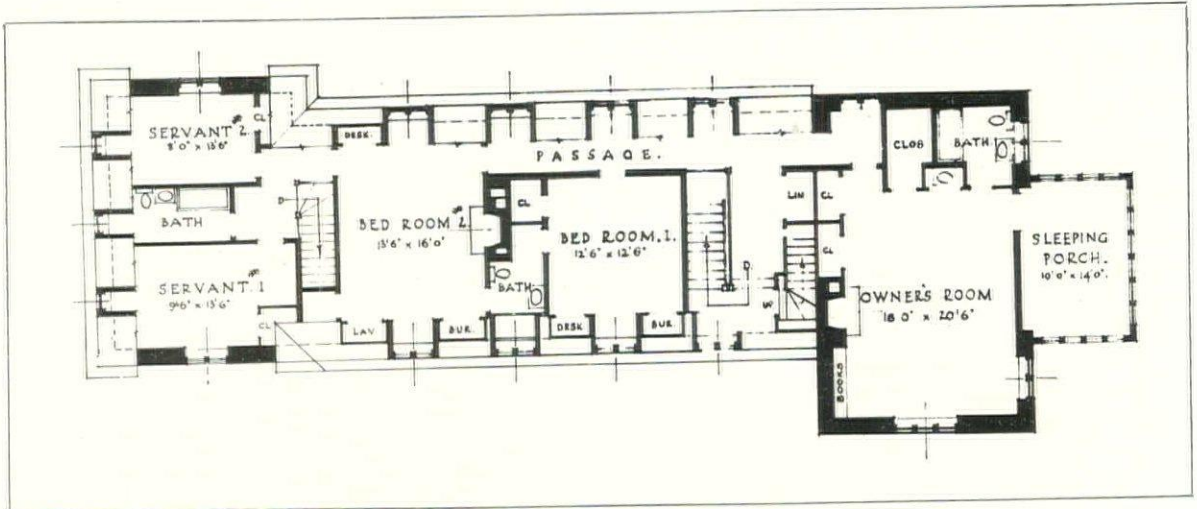 SERVANT 2
8'0" x 13'6"
CL
DESK.
PASSAGE.
CLOS
BATH
BATH
D
BED ROOM 2
13'6" x 16'0"
CL
BED ROOM.1.
12'6" x 12'6"
LIN
CL
CL
SLEEPING
PORCH.
10'0" x 14'0"
SERVANT.1
9'6" x 13'6"
CL
BATH
D.
OWNER'S ROOM
18'0" x 20'6"
LAV
BUR.
DESK
BUR.
BOOKS